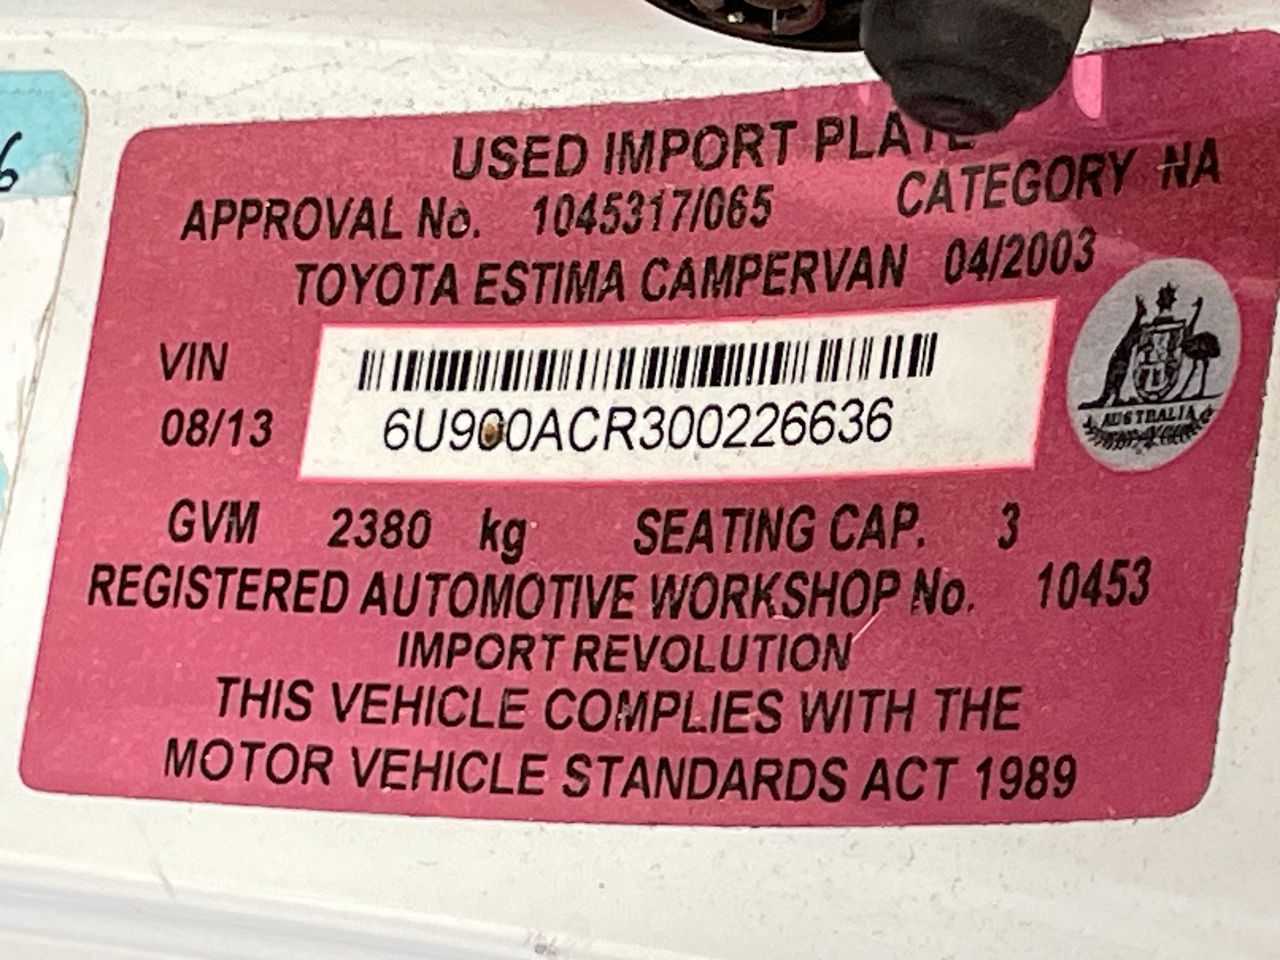 6
USED IMPORT PLATE
APPROVAL No. 1045317/065 CATEGORY NA
TOYOTA ESTIMA CAMPERVAN 04/2003
VIN
08/13 6U900ACR300226636
AUSTRALIA
GVM 2380 kg SEATING CAP. 3
REGISTERED AUTOMOTIVE WORKSHOP No. 10453
IMPORT REVOLUTION
THIS VEHICLE COMPLIES WITH THE
MOTOR VEHICLE STANDARDS ACT 1989